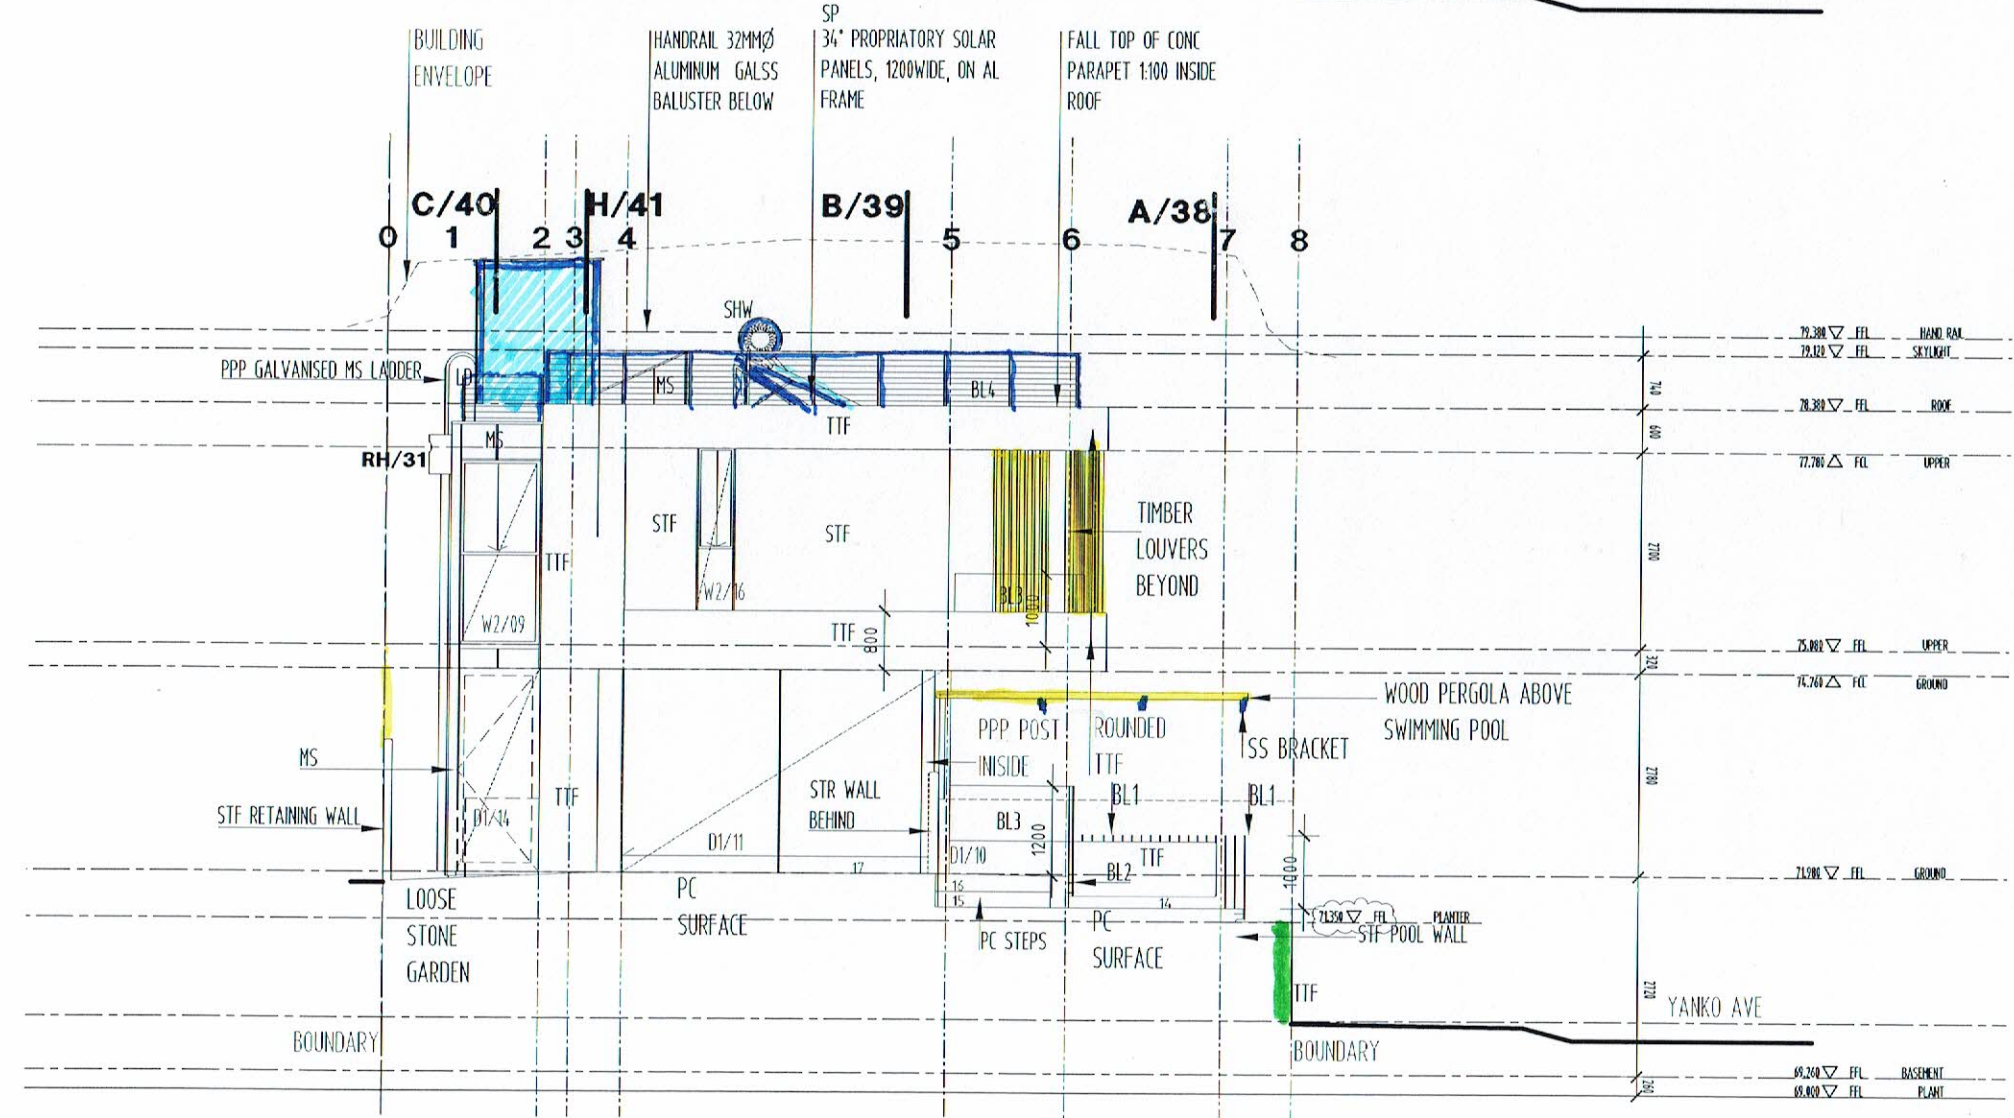 SP
BUILDING
ENVELOPE
HANDRAIL 32MMØ
ALUMINUM GALSS
BALUSTER BELOW
34° PROPRIATORY SOLAR
PANELS, 1200WIDE, ON AL
FRAME
FALL TOP OF CONC
PARAPET 1:100 INSIDE
ROOF
C/40 H/41 B/39 A/38
0 1 2 3 4 5 6 7 8
SHW
79.380 FFL HAND RAIL
79.120 FFL SKYLIGHT
PPP GALVANISED MS LADDER
LD
MS
BL4
740
78.380 FFL ROOF
TTF
600
MS
RH/31
77.780 FCL UPPER
STF
STF
TIMBER
LOUVERS
BEYOND
TTF
2700
W2/16
BL3
1000
W2/09
TTF
800
75.080 FFL UPPER
320
74.760 FCL GROUND
WOOD PERGOLA ABOVE
SWIMMING POOL
PPP POST
INISIDE
ROUNDED
TTF
SS BRACKET
MS
2780
STR WALL
BEHIND
BL1
BL1
TTF
STF RETAINING WALL
D1/14
BL3
1200
D1/11
D1/10
TTF
BL2
1000
17
16
15
14
71.980 FFL GROUND
LOOSE
STONE
GARDEN
PC
SURFACE
PC STEPS
PC
SURFACE
71.350 FFL PLANTER
STF POOL WALL
TTF
2720
YANKO AVE
BOUNDARY
BOUNDARY
69.260 FFL BASEMENT
260
69.000 FFL PLANT